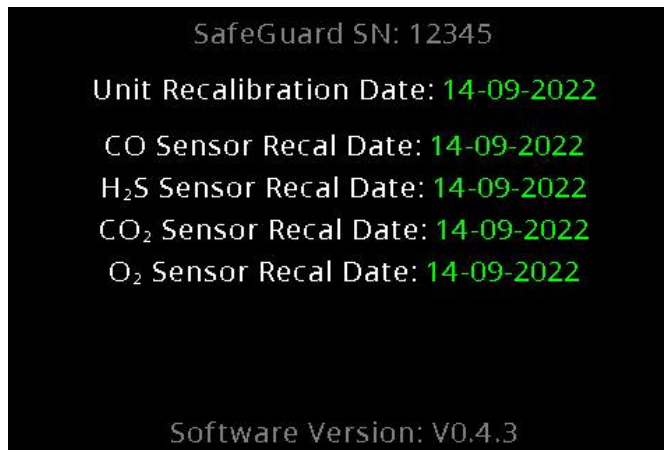 SafeGuard SN: 12345
Unit Recalibration Date: 14-09-2022
CO Sensor Recal Date: 14-09-2022
H₂S Sensor Recal Date: 14-09-2022
CO₂ Sensor Recal Date: 14-09-2022
O₂ Sensor Recal Date: 14-09-2022
Software Version: V0.4.3